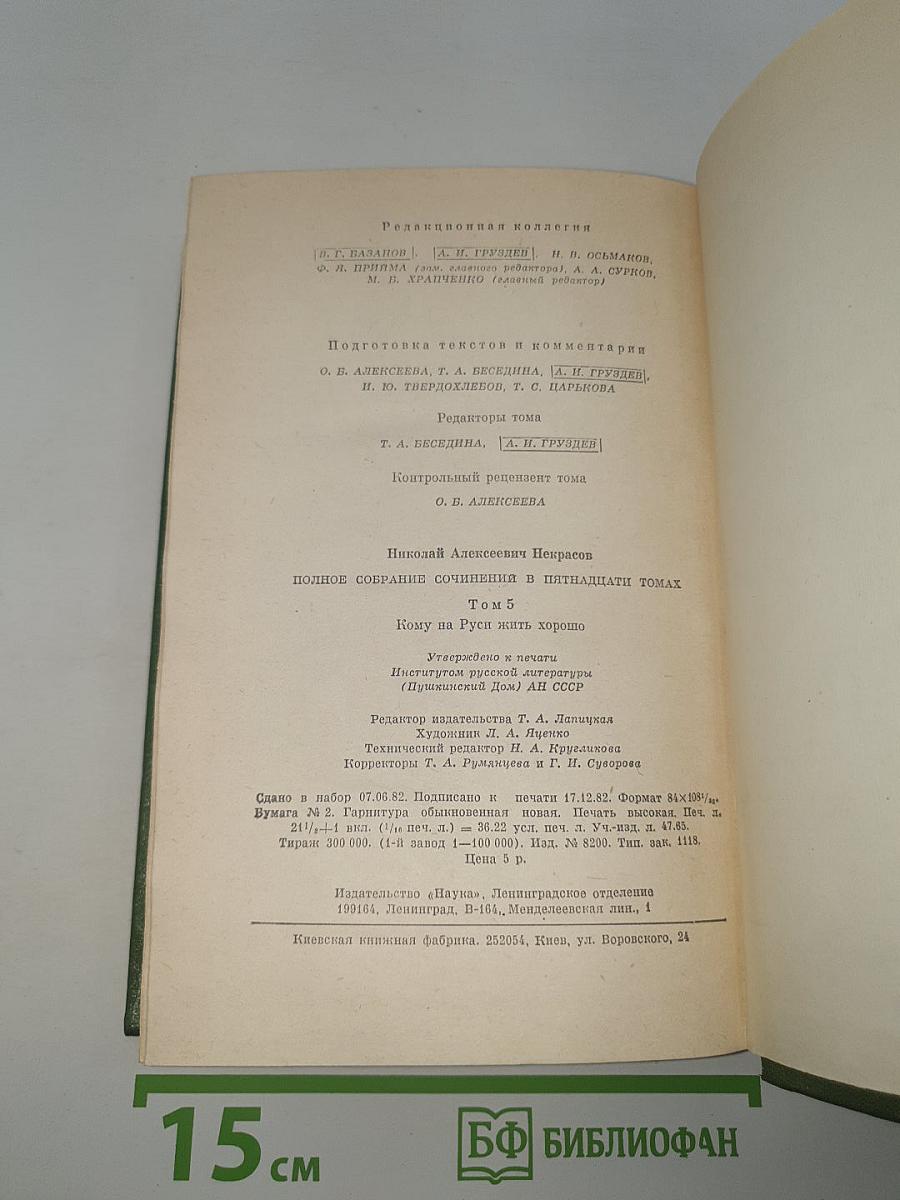 Редакционная коллегия
В. Г. БАЗАНОВ, А. И. ГРУЗДЕВ, Н. В. ОСЬМАКОВ,
Ф. Я. ПРИЙМА (зам. главного редактора), А. А. СУРКОВ,
М. Б. ХРАПЧЕНКО (главный редактор)
Подготовка текстов и комментарии
О. Б. АЛЕКСЕЕВА, Т. А. БЕСЕДИНА, А. И. ГРУЗДЕВ,
И. Ю. ТВЕРДОХЛЕБОВ, Т. С. ЦАРЬКОВА
Редакторы тома
Т. А. БЕСЕДИНА, А. И. ГРУЗДЕВ
Контрольный рецензент тома
О. Б. АЛЕКСЕЕВА
Николай Алексеевич Некрасов
ПОЛНОЕ СОБРАНИЕ СОЧИНЕНИЙ В ПЯТНАДЦАТИ ТОМАХ
Том 5
Кому на Руси жить хорошо
Утверждено к печати
Институтом русской литературы
(Пушкинский Дом) АН СССР
Редактор издательства Т. А. Лапицкая
Художник Л. А. Яценко
Технический редактор Н. А. Кругликова
Корректоры Т. А. Румянцева и Г. И. Суворова
Сдано в набор 07.06.82. Подписано к печати 17.12.82. Формат 84×108¹/₃₂.
Бумага № 2. Гарнитура обыкновенная новая. Печать высокая. Печ. л.
21¹/₂+1 вкл. (¹/₁₆ печ. л.) = 36.22 усл. печ. л. Уч.-изд. л. 47.65.
Тираж 300 000. (1-й завод 1—100 000). Изд. № 8200. Тип. зак. 1118.
Цена 5 р.
Издательство «Наука», Ленинградское отделение
199164, Ленинград, В-164, Менделеевская лин., 1
Киевская книжная фабрика. 252054, Киев, ул. Воровского, 24
15 см
БФ БИБЛИОФАН